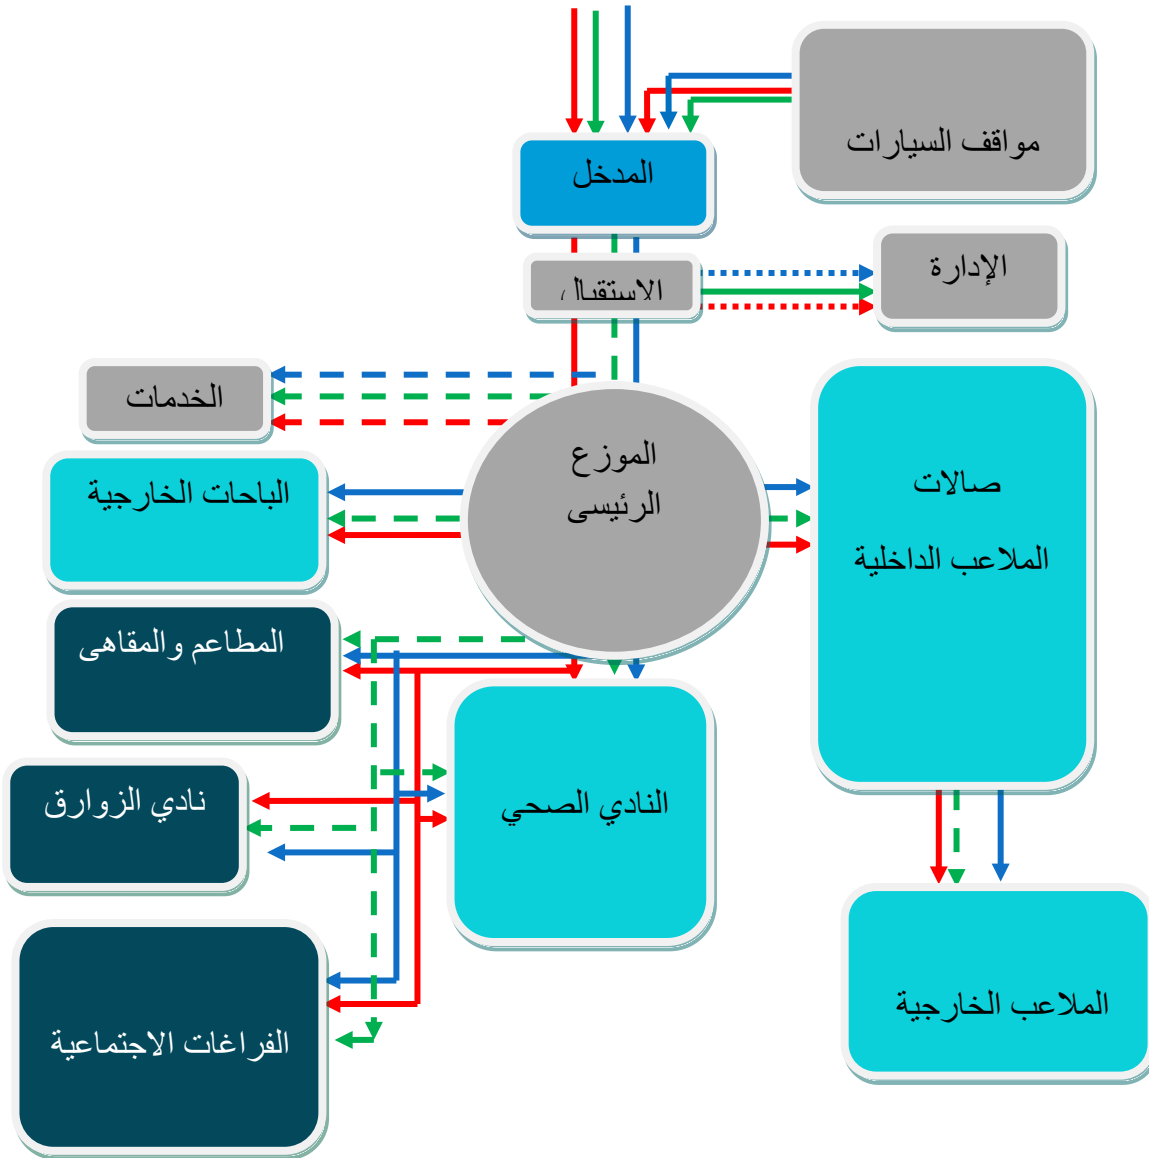 مواقف السيارات
المدخل
الإدارة
الاستقبال
الخدمات
الموزع
الرئيسى
صالات
الملاعب الداخلية
الباحات الخارجية
المطاعم والمقاهى
نادي الزوارق
النادي الصحي
الملاعب الخارجية
الفراغات الاجتماعية